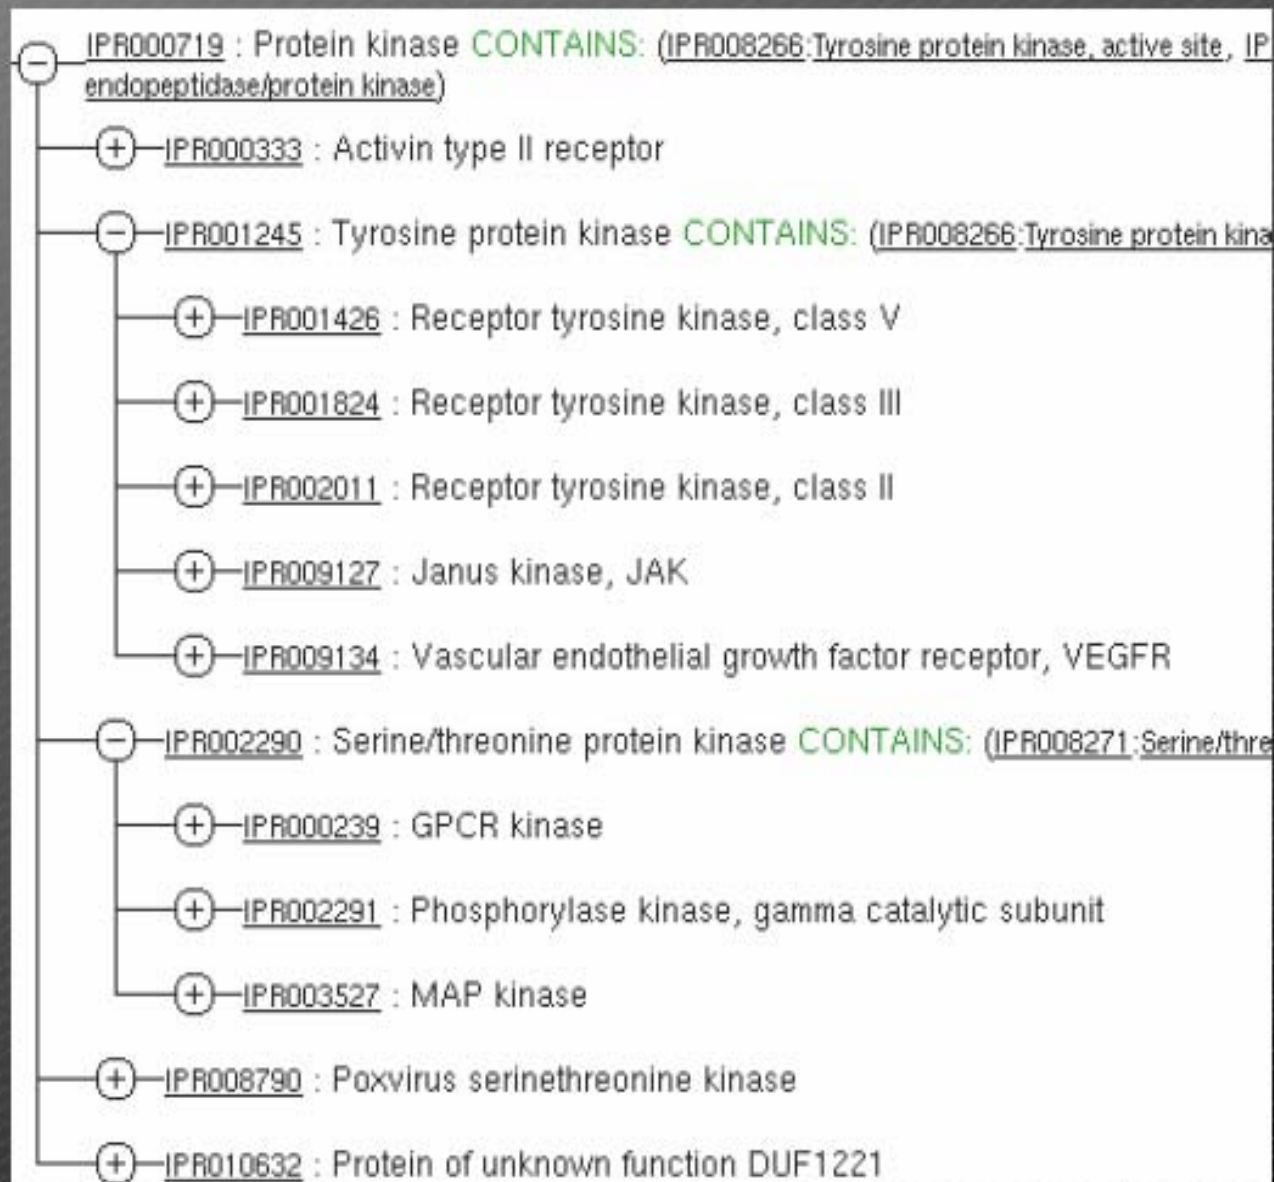 IPR000719 : Protein kinase CONTAINS: (IPR008266:Tyrosine protein kinase, active site, IP
endopeptidase/protein kinase)
IPR000333 : Activin type II receptor
IPR001245 : Tyrosine protein kinase CONTAINS: (IPR008266:Tyrosine protein kina
IPR001426 : Receptor tyrosine kinase, class V
IPR001824 : Receptor tyrosine kinase, class III
IPR002011 : Receptor tyrosine kinase, class II
IPR009127 : Janus kinase, JAK
IPR009134 : Vascular endothelial growth factor receptor, VEGFR
IPR002290 : Serine/threonine protein kinase CONTAINS: (IPR008271:Serine/thre
IPR000239 : GPCR kinase
IPR002291 : Phosphorylase kinase, gamma catalytic subunit
IPR003527 : MAP kinase
IPR008790 : Poxvirus serinethreonine kinase
IPR010632 : Protein of unknown function DUF1221